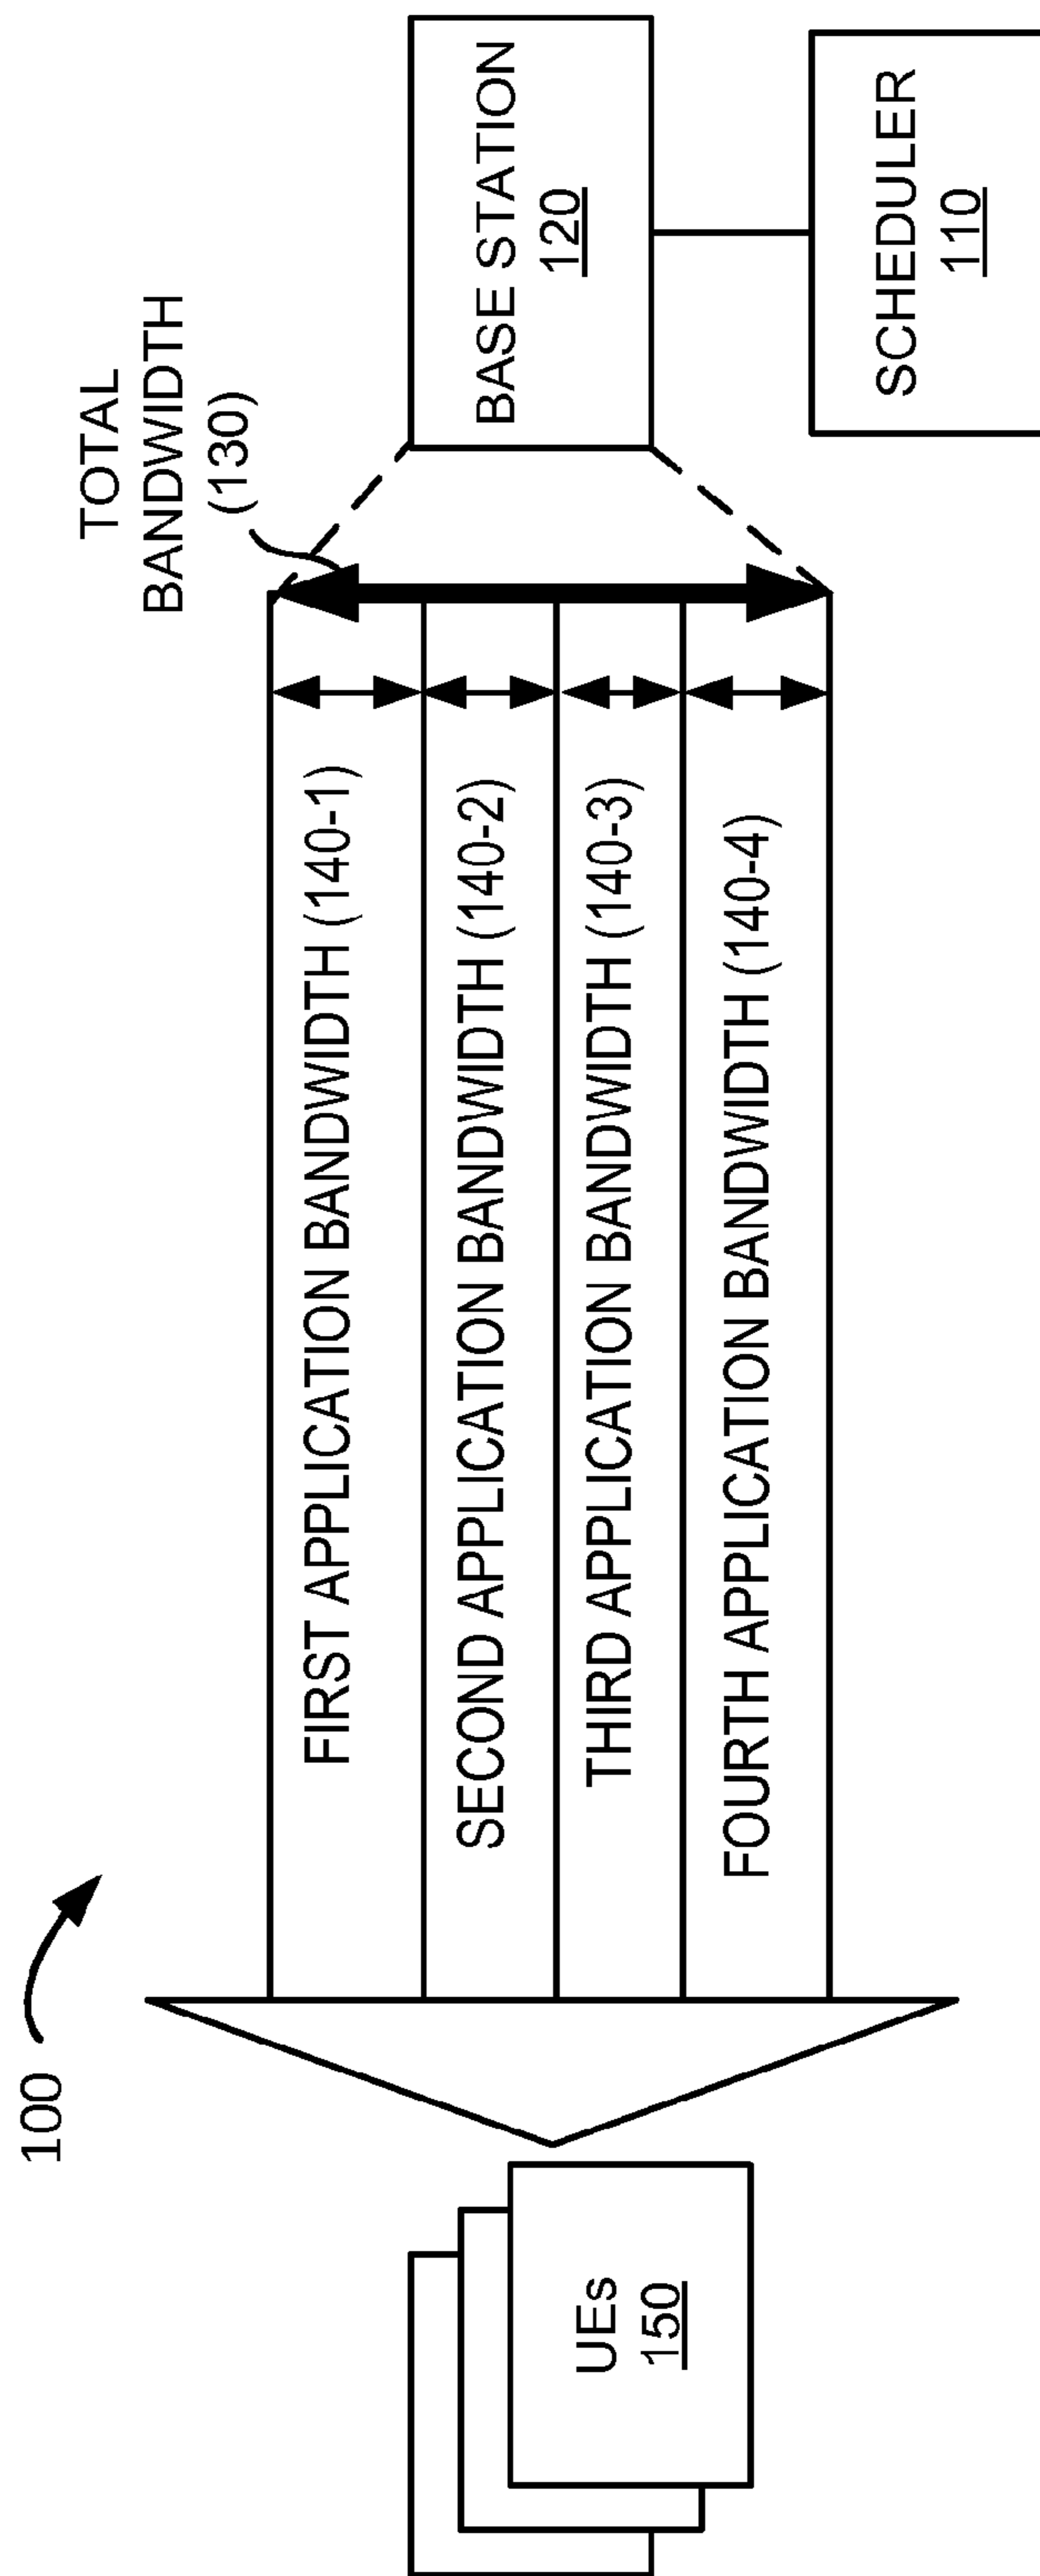 100
TOTAL
BANDWIDTH
(130)
FIRST APPLICATION BANDWIDTH (140-1)
SECOND APPLICATION BANDWIDTH (140-2)
THIRD APPLICATION BANDWIDTH (140-3)
FOURTH APPLICATION BANDWIDTH (140-4)
UEs
150
BASE STATION
120
SCHEDULER
110